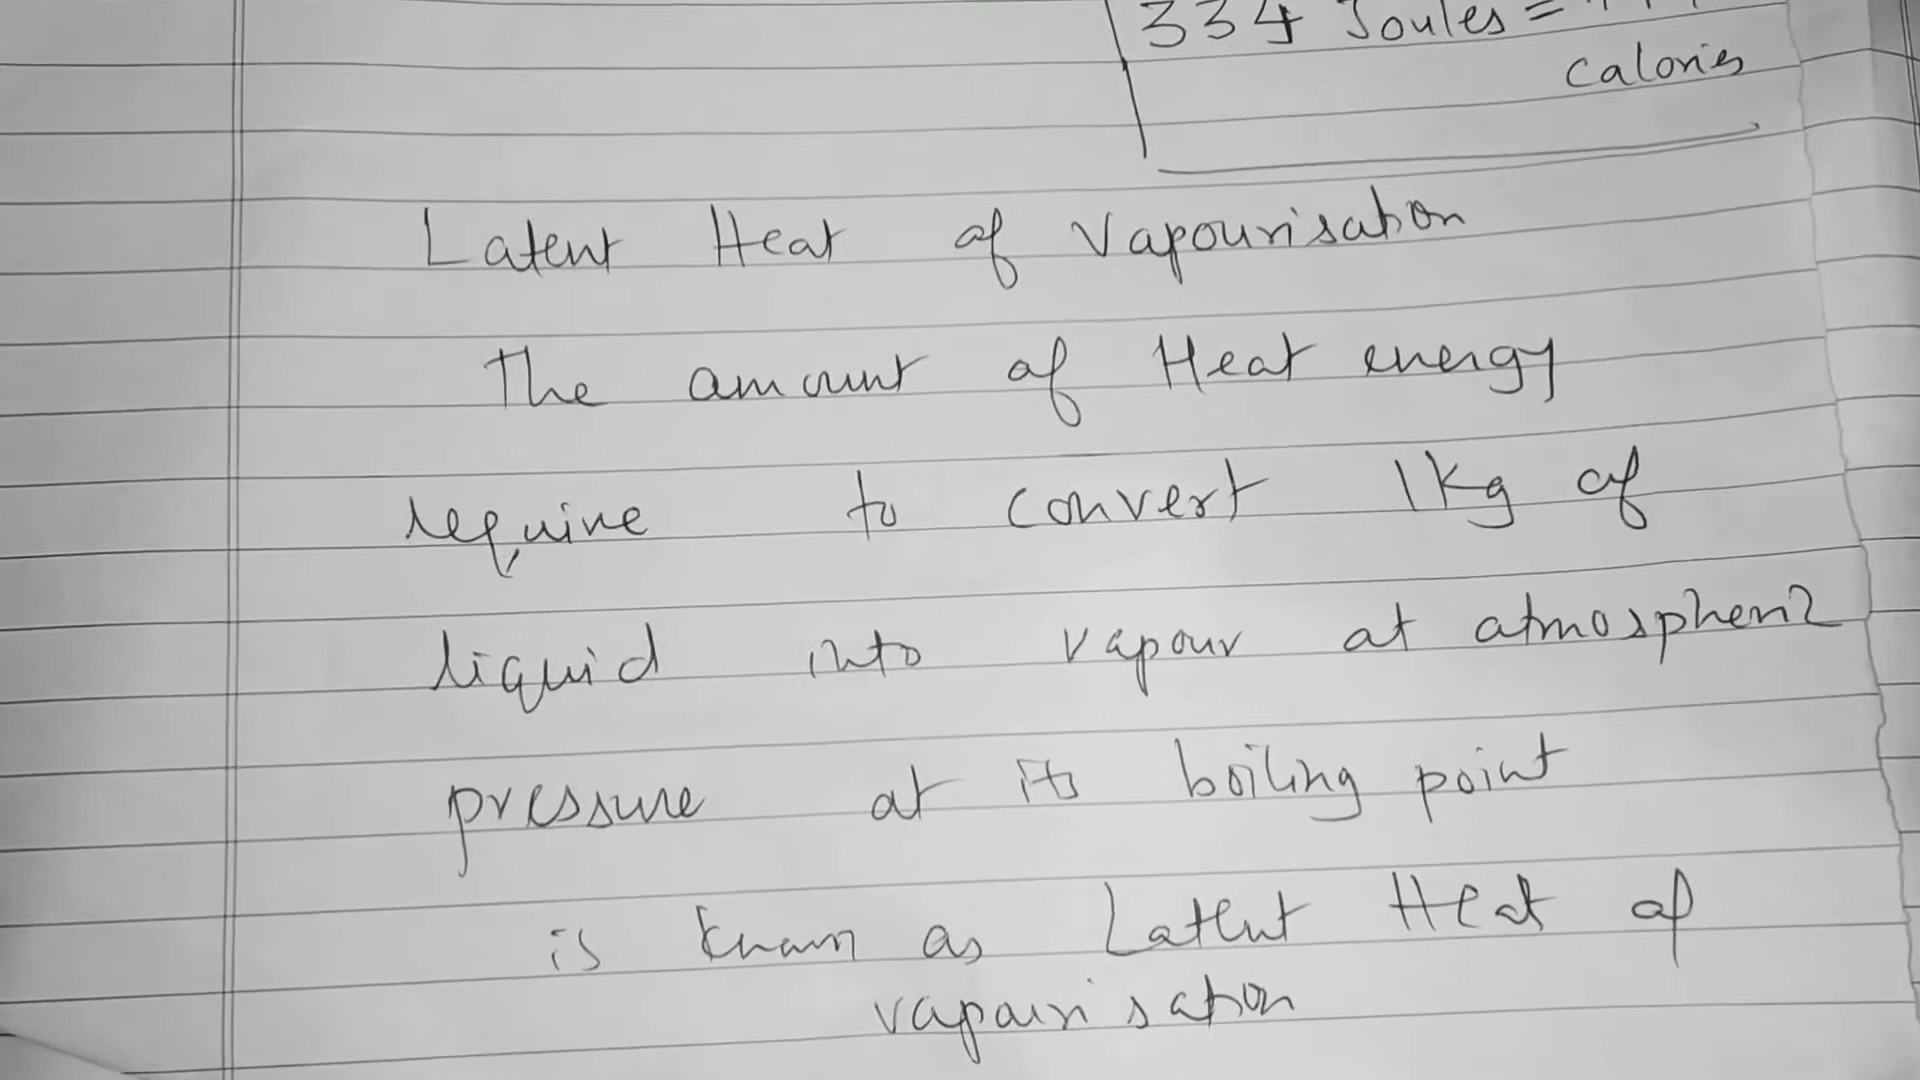 334 Joules =
calories
Latent Heat of Vapourisation
The amount of Heat energy
require to convert 1kg of
liquid into vapour at atmospheric
pressure at its boiling point
is known as Latent Heat of
vapourisation